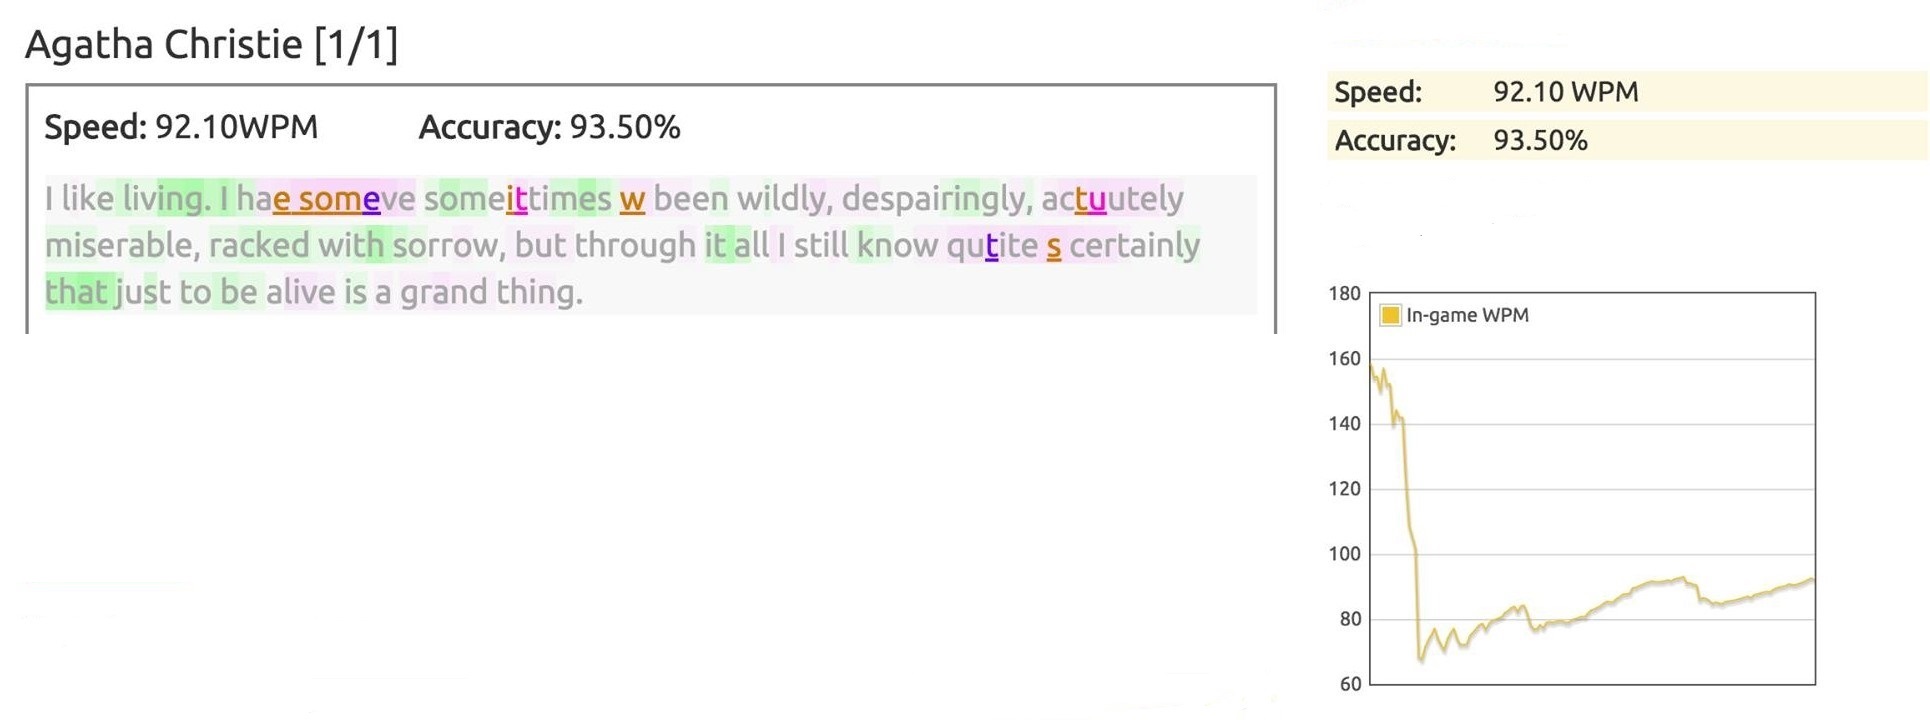 Agatha Christie [1/1]
Speed: 92.10WPM Accuracy: 93.50%
I like living. I hae someve someittimes w been wildly, despairingly, actuutely
miserable, racked with sorrow, but through it all I still know qutite s certainly
that just to be alive is a grand thing.
Speed: 92.10 WPM
Accuracy: 93.50%
180
In-game WPM
160
140
120
100
80
60